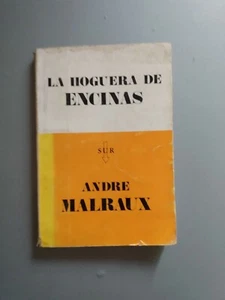 LA HOGUERA DE
ENCINAS
SUR
ANDRE
MALRAUX